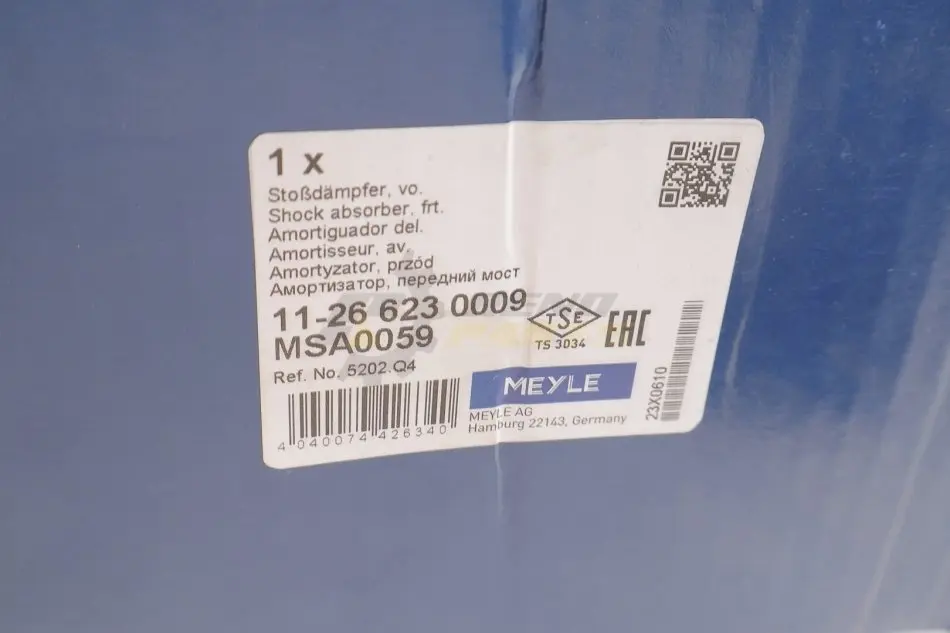 1 x
Stoßdämpfer, vo.
Shock absorber, frt.
Amortiguador del.
Amortisseur, av.
Amortyzator, przód
Амортизатор, передний мост
11-26 623 0009
MSA0059
Ref. No. 5202.Q4
TSE
TS 3034
EAC
MEYLE
MEYLE AG
Hamburg 22143, Germany
4 040074 426340
23X0610